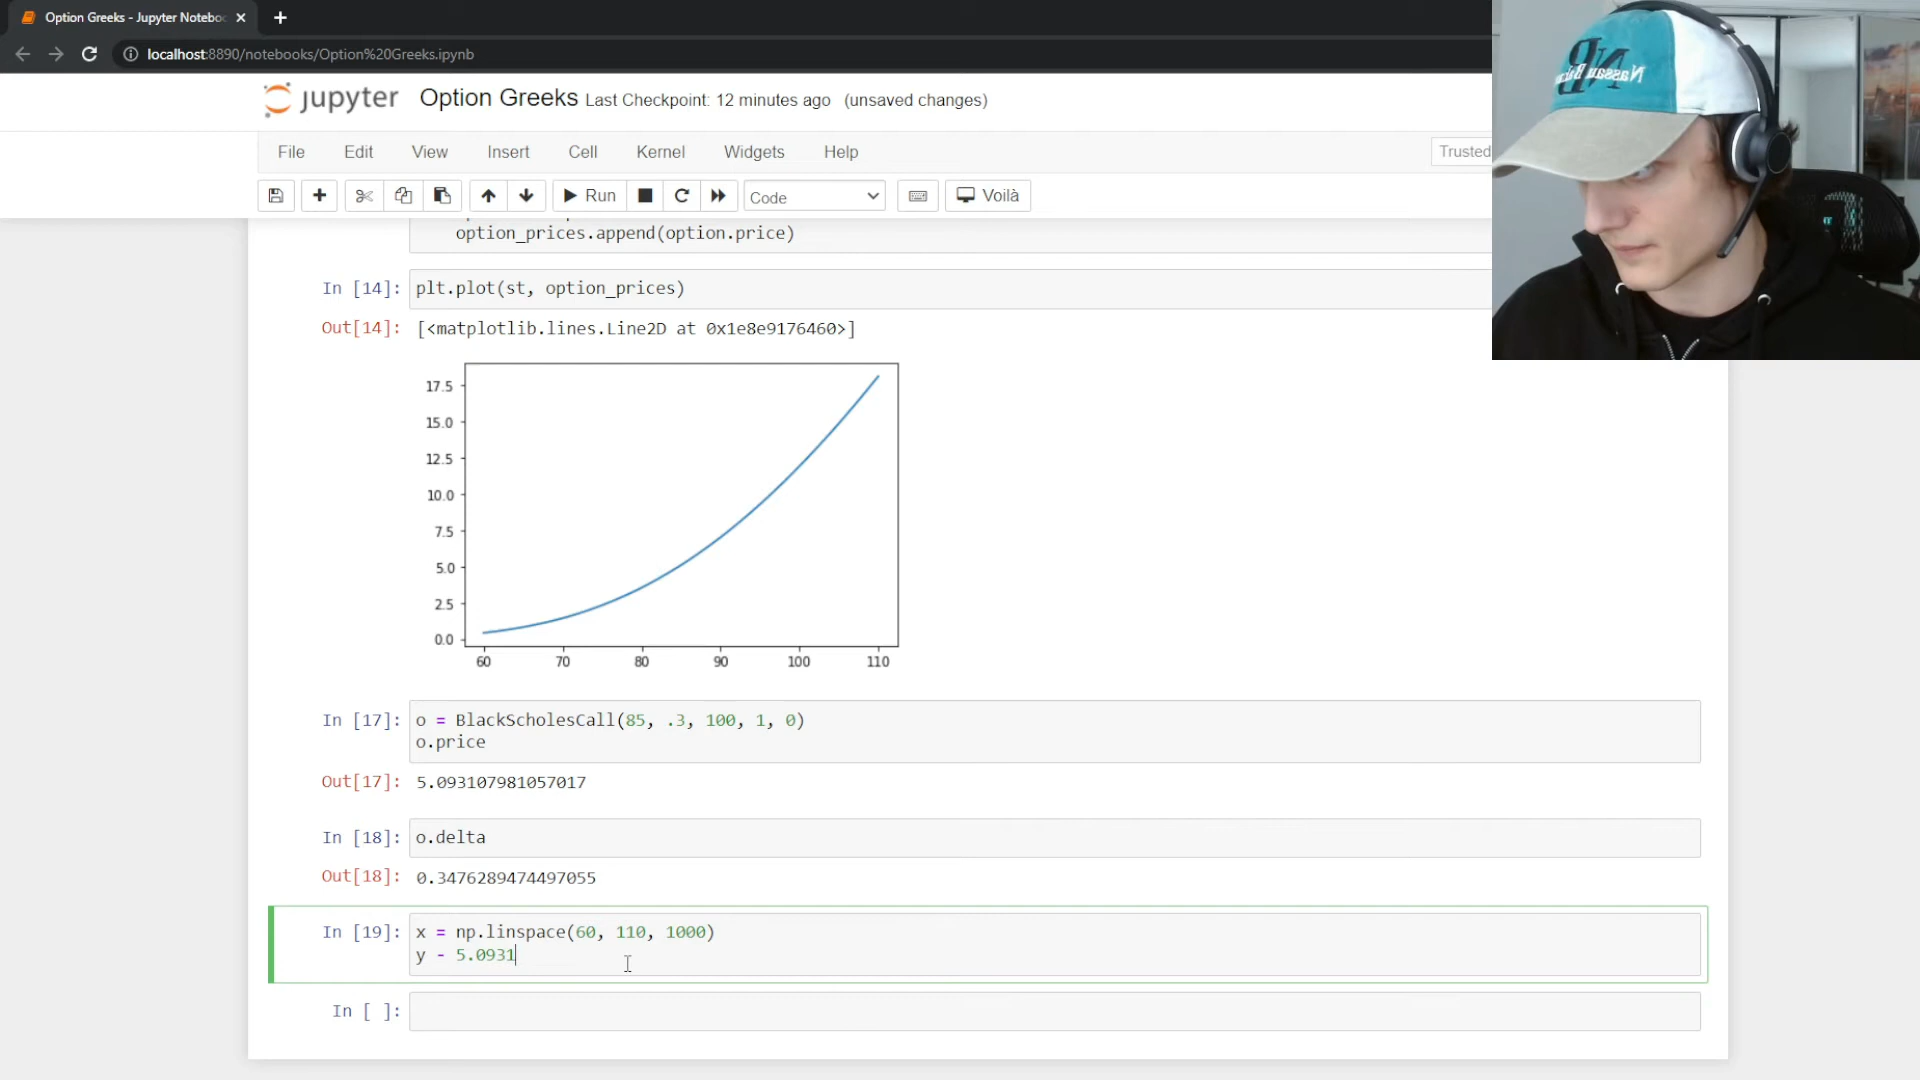 Option Greeks - Jupyter Notebo
localhost:8890/notebooks/Option%20Greeks.ipynb
jupyter Option Greeks Last Checkpoint: 12 minutes ago (unsaved changes)
File Edit View Insert Cell Kernel Widgets Help Trusted
Run Code Voilà
option_prices.append(option.price)
In [14]: plt.plot(st, option_prices)
Out[14]: [<matplotlib.lines.Line2D at 0x1e8e9176460>]
17.5
15.0
12.5
10.0
7.5
5.0
2.5
0.0
60 70 80 90 100 110
In [17]: o = BlackScholesCall(85, .3, 100, 1, 0)
o.price
Out[17]: 5.093107981057017
In [18]: o.delta
Out[18]: 0.3476289474497055
In [19]: x = np.linspace(60, 110, 1000)
y - 5.0931
In [ ]: